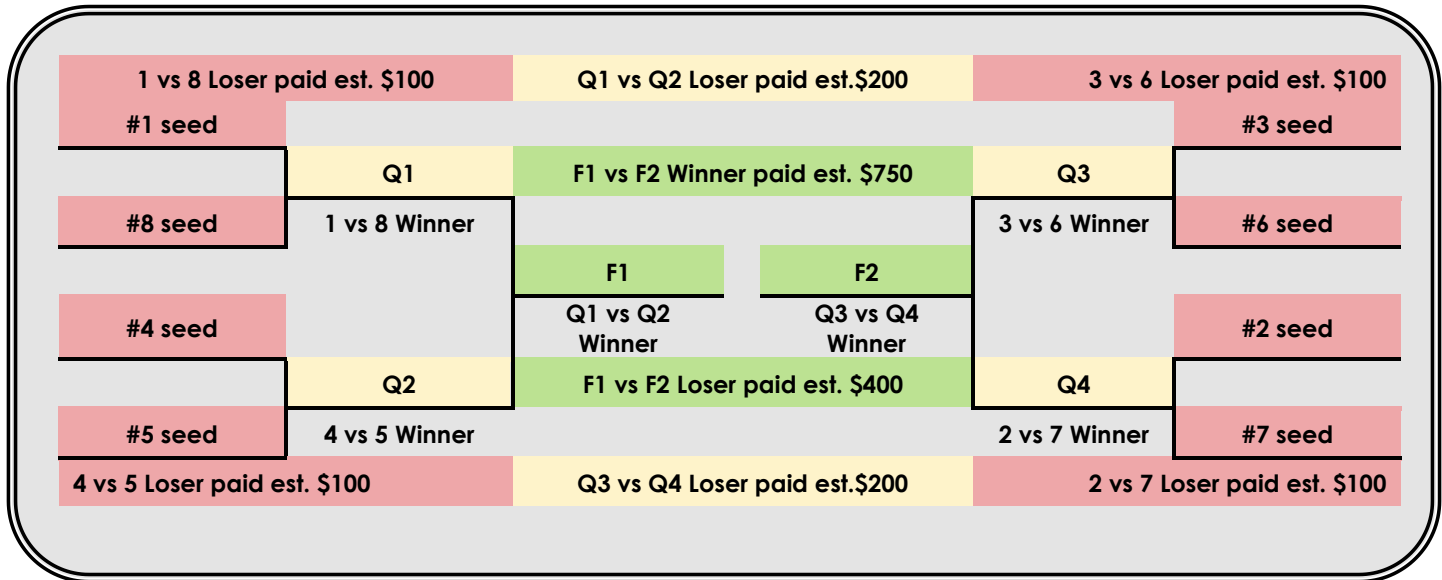 1 vs 8 Loser paid est. $100
Q1 vs Q2 Loser paid est.$200
3 vs 6 Loser paid est. $100
#1 seed
#3 seed
Q1
F1 vs F2 Winner paid est. $750
Q3
#8 seed
1 vs 8 Winner
3 vs 6 Winner
#6 seed
F1
F2
#4 seed
Q1 vs Q2
Winner
Q3 vs Q4
Winner
#2 seed
Q2
F1 vs F2 Loser paid est. $400
Q4
#5 seed
4 vs 5 Winner
2 vs 7 Winner
#7 seed
4 vs 5 Loser paid est. $100
Q3 vs Q4 Loser paid est.$200
2 vs 7 Loser paid est. $100